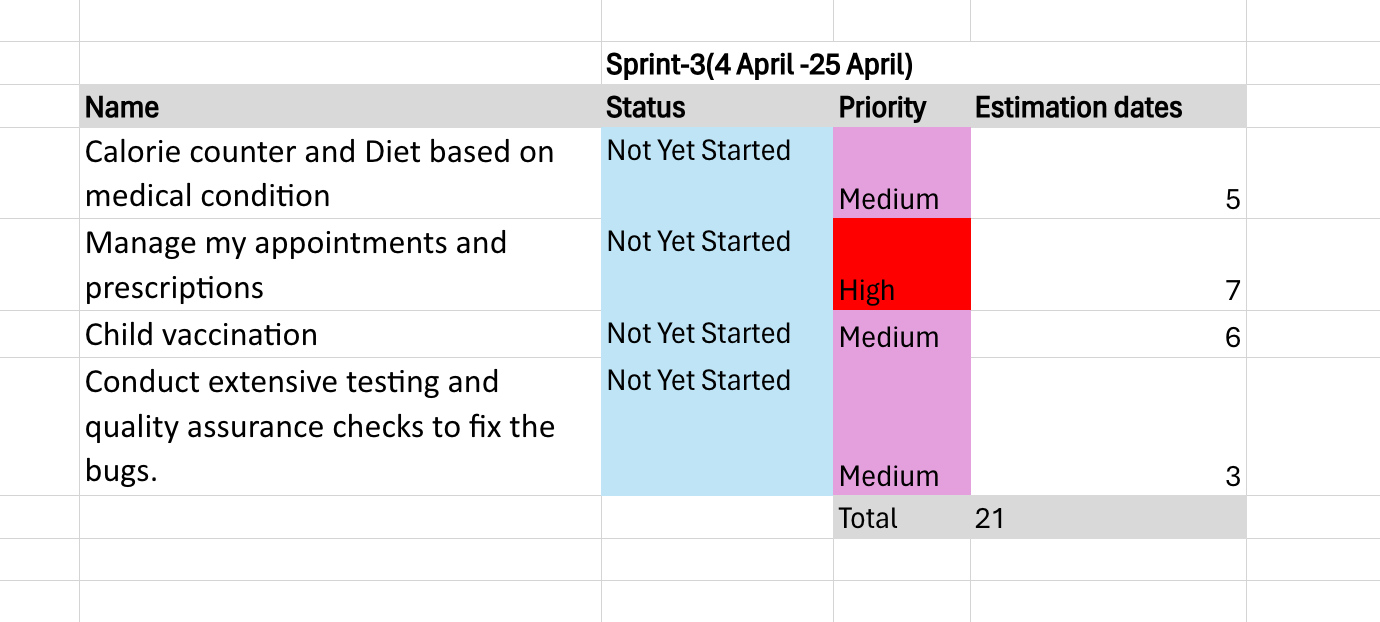 Sprint-3(4 April -25 April)
Name Status Priority Estimation dates
Calorie counter and Diet based on
medical condition
Not Yet Started
Medium
5
Manage my appointments and
prescriptions
Not Yet Started
High
7
Child vaccination
Not Yet Started
Medium
6
Conduct extensive testing and
quality assurance checks to fix the
bugs.
Not Yet Started
Medium
3
Total 21